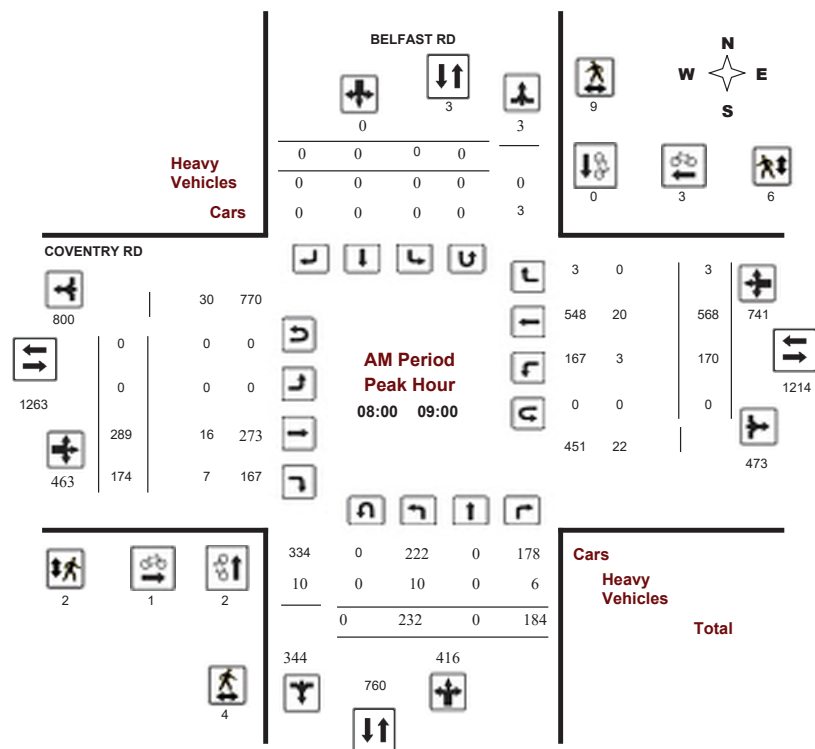 BELFAST RD
N
W E
S
3
9
0 3
0 0 0 0
Heavy
Vehicles
0 0 0 0 0
Cars 0 0 0 0 3
0 3 6
COVENTRY RD
800
30 770
0 0 0
1263
0 0 0
289 16 273
463
174 7 167
AM Period
Peak Hour
08:00 09:00
3 0 3
548 20 568 741
167 3 170
1214
0 0 0
451 22
473
334 0 222 0 178 Cars
10 0 10 0 6 Heavy
Vehicles
0 232 0 184 Total
344 416
760
2 1 2
4